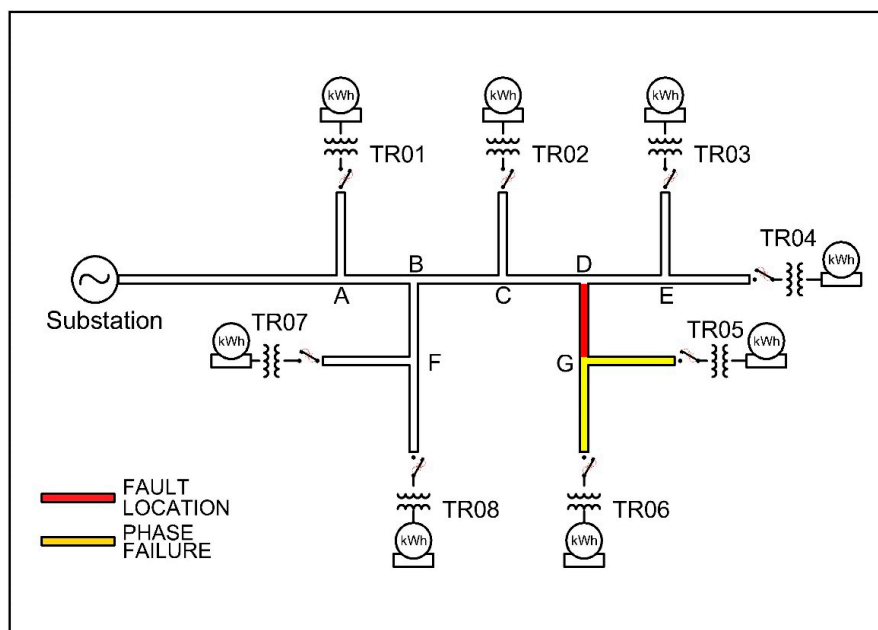 kWh
kWh
kWh
TR01
TR02
TR03
TR04
kWh
B
D
A
C
E
Substation
TR07
TR05
kWh
kWh
F
G
FAULT
LOCATION
PHASE
FAILURE
TR08
TR06
kWh
kWh